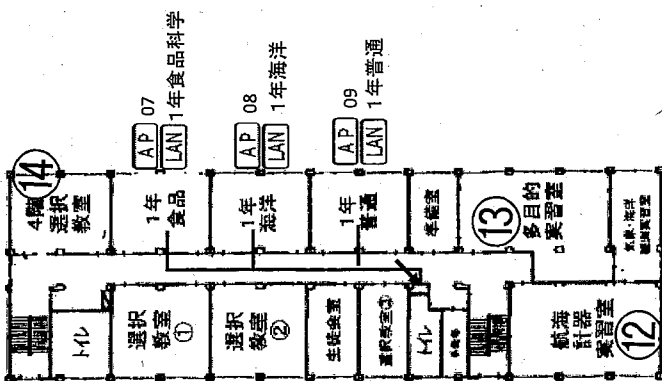 AP 07
LAN 1年食品科学
AP 08
LAN 1年海洋
AP 09
LAN 1年普通
14
4階
選択
教室
1年
食品
1年
海洋
1年
普通
準備室
13
多目的
実習室
トイレ
選択
教室
①
選択
教室
②
生徒会室
選択教室③
トイレ
航海
計器
実習室
12